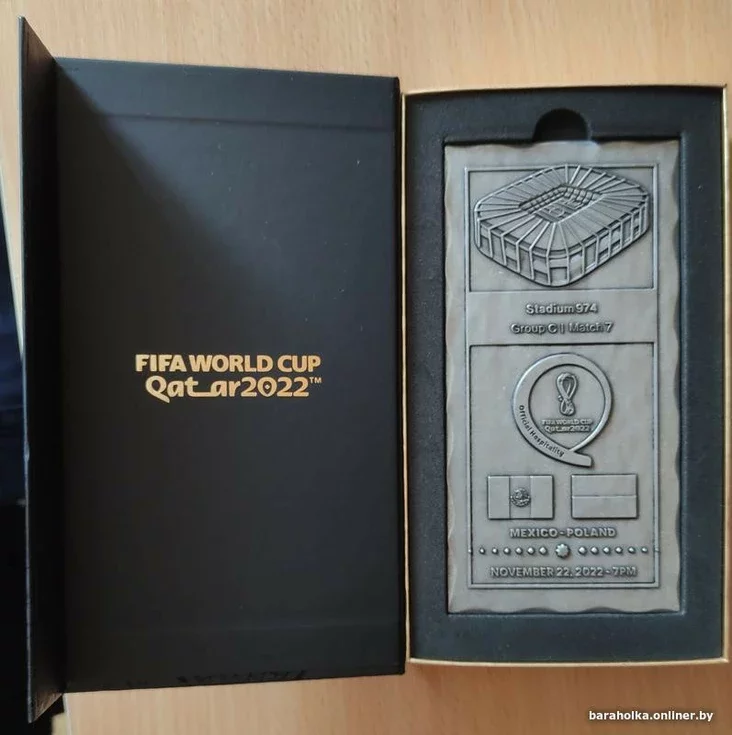 FIFA WORLD CUP
Qatar2022™
Stadium 974
Group C | Match 7
Official Hospitality
FIFA WORLD CUP
Qatar2022
MEXICO - POLAND
NOVEMBER 22, 2022 - 7PM
baraholka.onliner.by